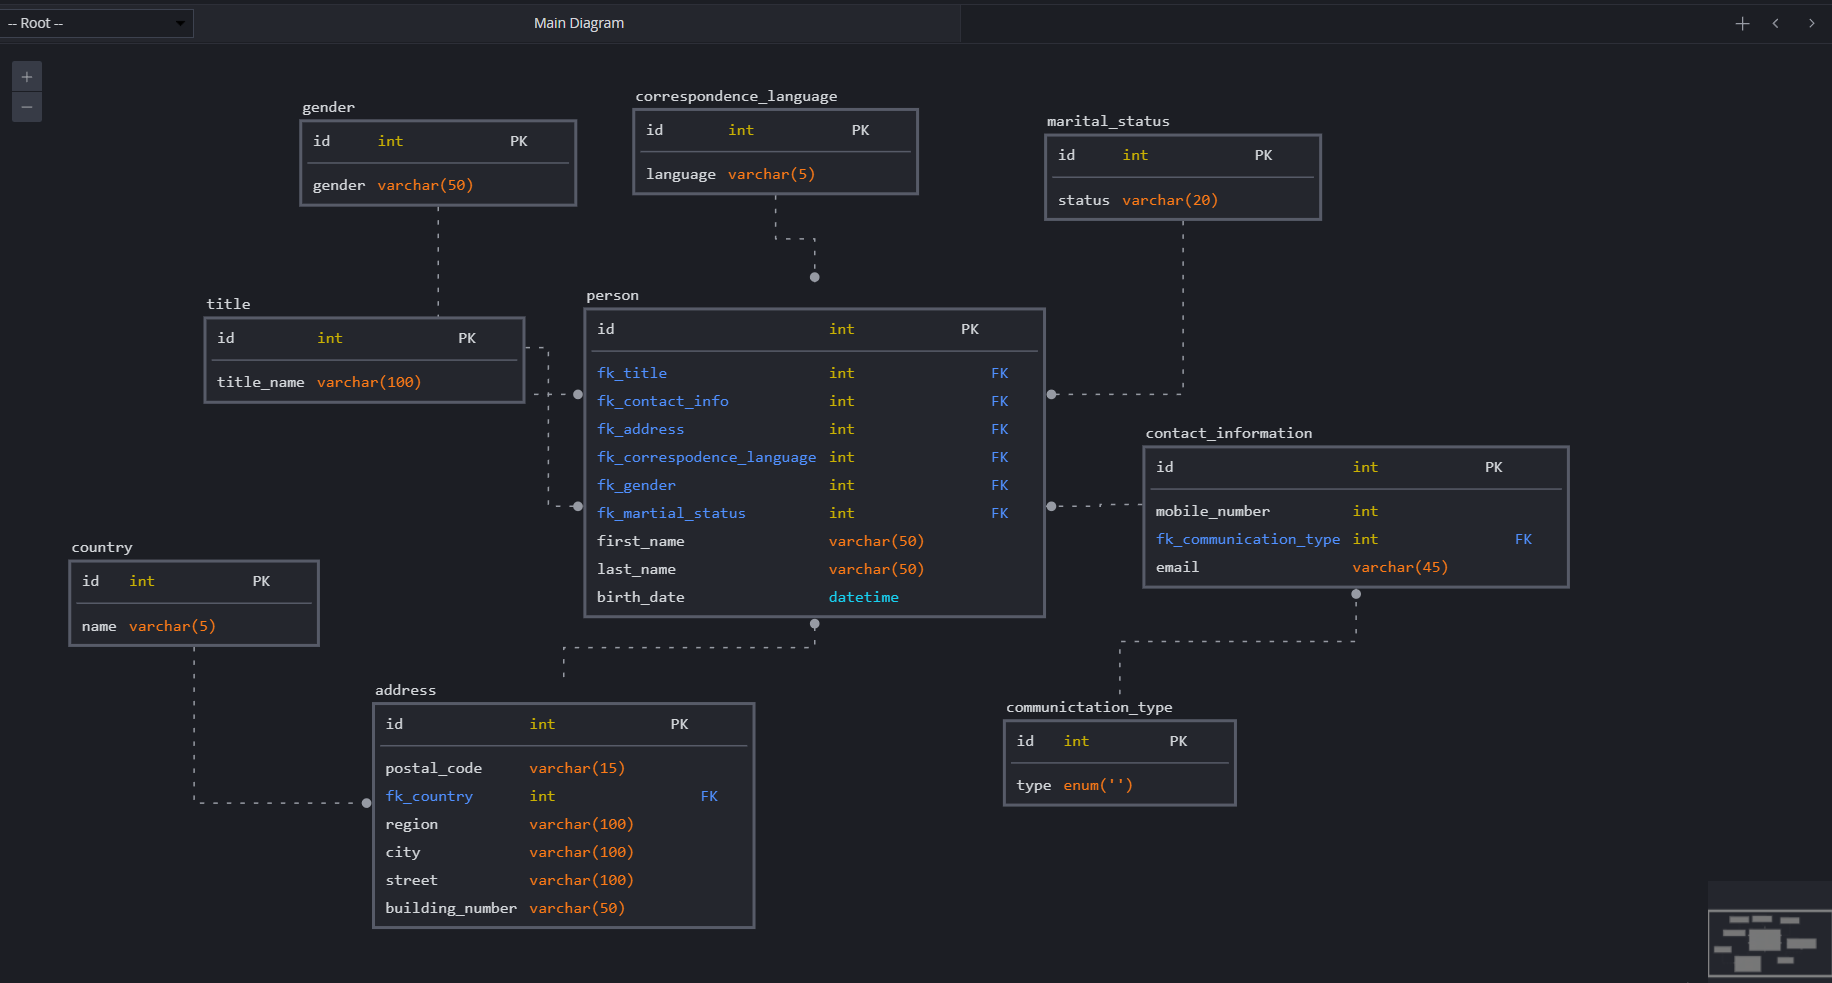 -- Root --
Main Diagram
gender
id int PK
gender varchar(50)
correspondence_language
id int PK
language varchar(5)
marital_status
id int PK
status varchar(20)
title
id int PK
title_name varchar(100)
person
id int PK
fk_title int FK
fk_contact_info int FK
fk_address int FK
fk_correspodence_language int FK
fk_gender int FK
fk_martial_status int FK
first_name varchar(50)
last_name varchar(50)
birth_date datetime
contact_information
id int PK
mobile_number int
fk_communication_type int FK
email varchar(45)
country
id int PK
name varchar(5)
address
id int PK
postal_code varchar(15)
fk_country int FK
region varchar(100)
city varchar(100)
street varchar(100)
building_number varchar(50)
communictation_type
id int PK
type enum('')